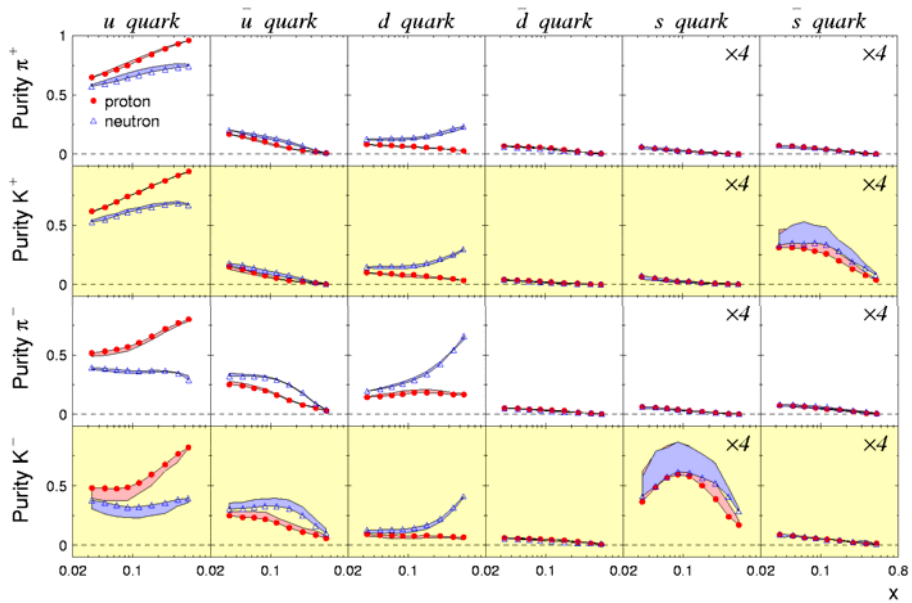 u quark ū quark d quark d̄ quark s quark s̄ quark
1 ×4 ×4
Purity π⁺ 0.5
proton
neutron
0
×4 ×4
Purity K⁺ 0.5
0
×4 ×4
Purity π⁻ 0.5
0
×4 ×4
Purity K⁻ 0.5
0
0.02 0.1 0.02 0.1 0.02 0.1 0.02 0.1 0.02 0.1 0.02 0.1 0.8
x